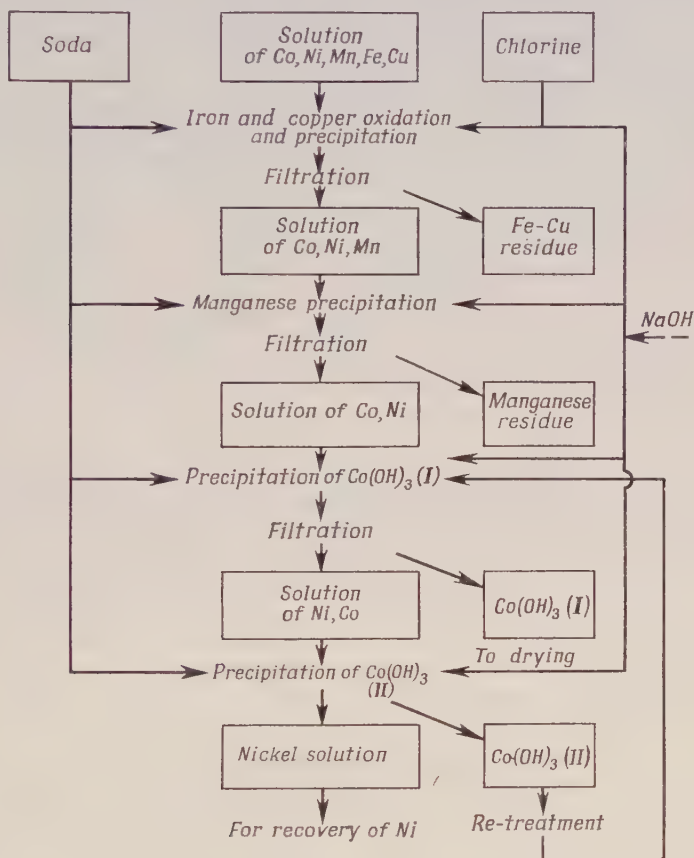 Soda
Solution
of Co, Ni, Mn, Fe, Cu
Chlorine
Iron and copper oxidation
and precipitation
Filtration
Solution
of Co, Ni, Mn
Fe-Cu
residue
Manganese precipitation
NaOH
Filtration
Solution of Co, Ni
Manganese
residue
Precipitation of Co(OH)₃ (I)
Filtration
Solution
of Ni, Co
Co(OH)₃ (I)
To drying
Precipitation of Co(OH)₃
(II)
Nickel solution
Co(OH)₃ (II)
For recovery of Ni
Re-treatment